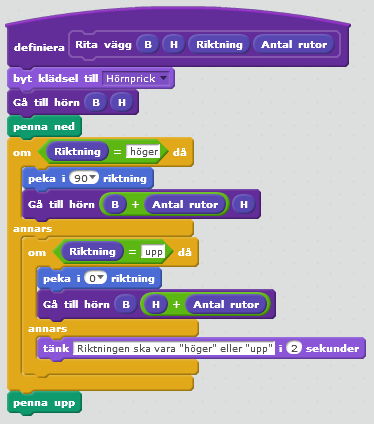 definiera Rita vägg B H Riktning Antal rutor
byt klädsel till Hörnprick
Gå till hörn B H
penna ned
om Riktning = höger då
peka i 90 riktning
Gå till hörn B + Antal rutor H
annars
om Riktning = upp då
peka i 0 riktning
Gå till hörn B H + Antal rutor
annars
tänk Riktningen ska vara "höger" eller "upp" i 2 sekunder
penna upp